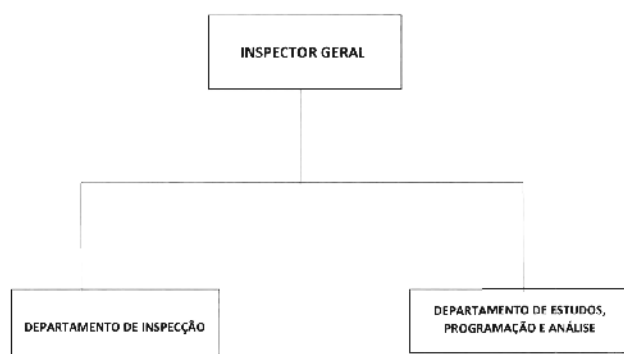 INSPECTOR GERAL
DEPARTAMENTO DE INSPECÇÃO
DEPARTAMENTO DE ESTUDOS,
PROGRAMAÇÃO E ANÁLISE